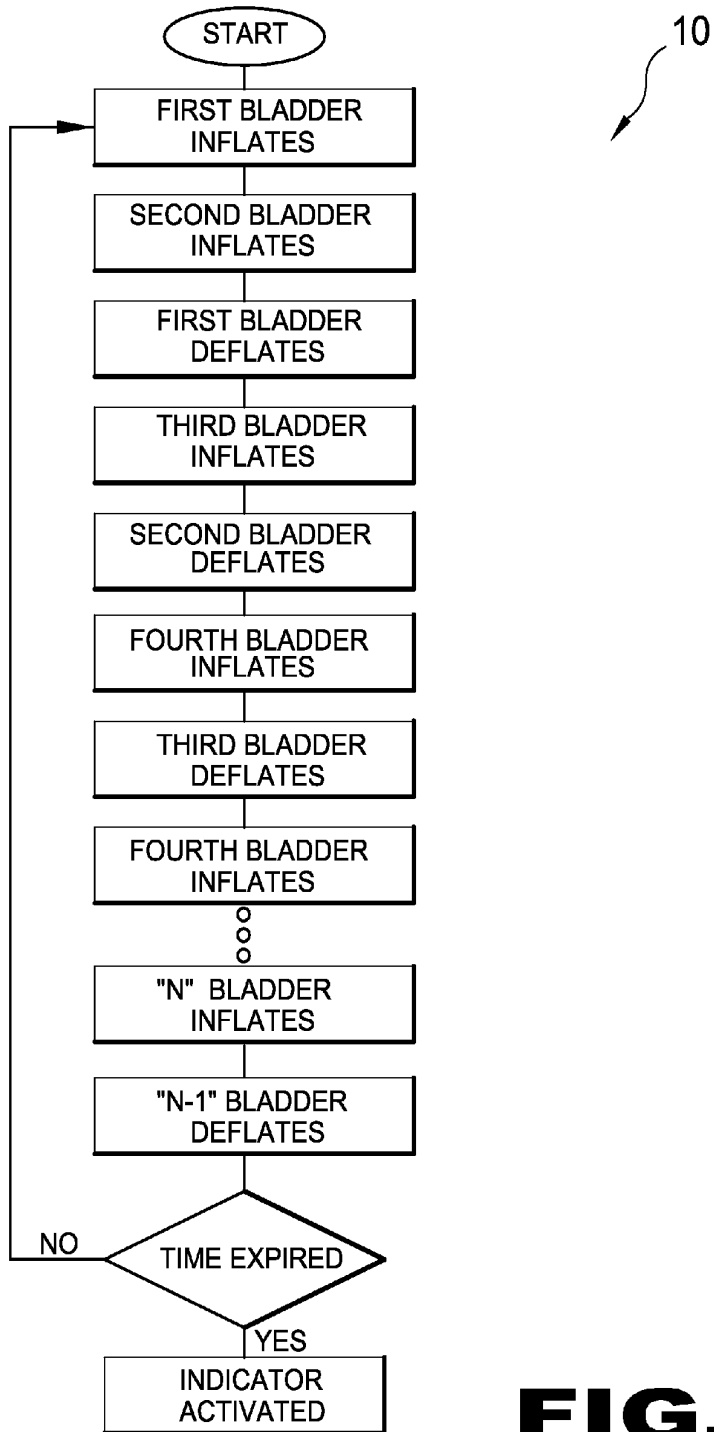 START
10
FIRST BLADDER
INFLATES
SECOND BLADDER
INFLATES
FIRST BLADDER
DEFLATES
THIRD BLADDER
INFLATES
SECOND BLADDER
DEFLATES
FOURTH BLADDER
INFLATES
THIRD BLADDER
DEFLATES
FOURTH BLADDER
INFLATES
"N" BLADDER
INFLATES
"N-1" BLADDER
DEFLATES
NO
TIME EXPIRED
YES
INDICATOR
ACTIVATED
FIG.